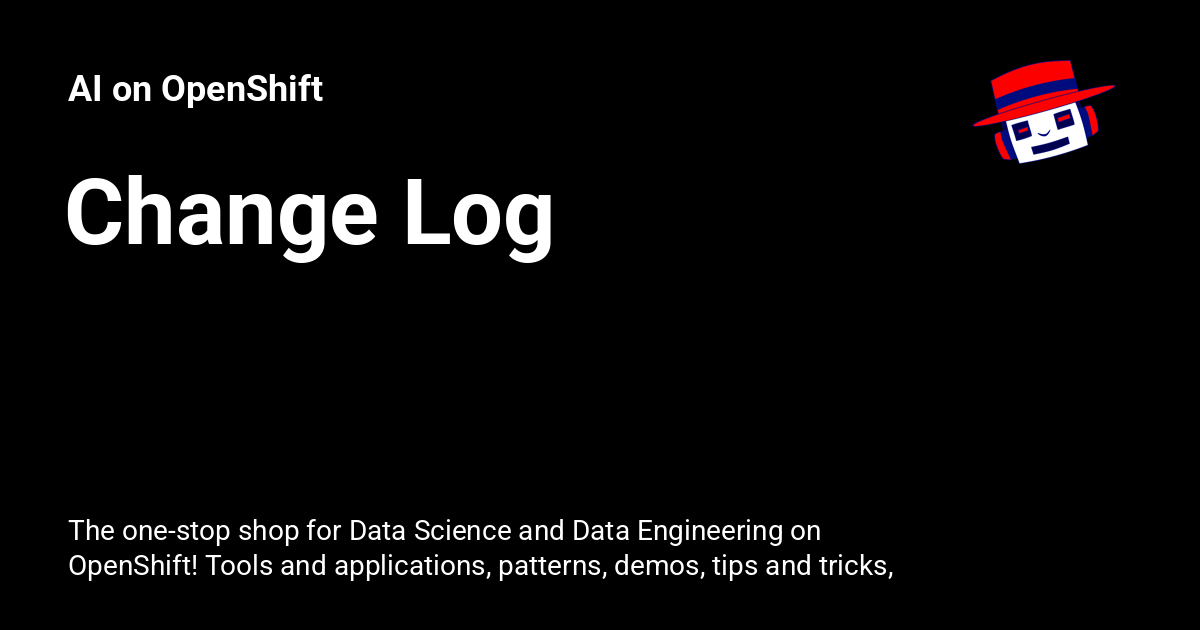 AI on OpenShift
Change Log
The one-stop shop for Data Science and Data Engineering on
OpenShift! Tools and applications, patterns, demos, tips and tricks,